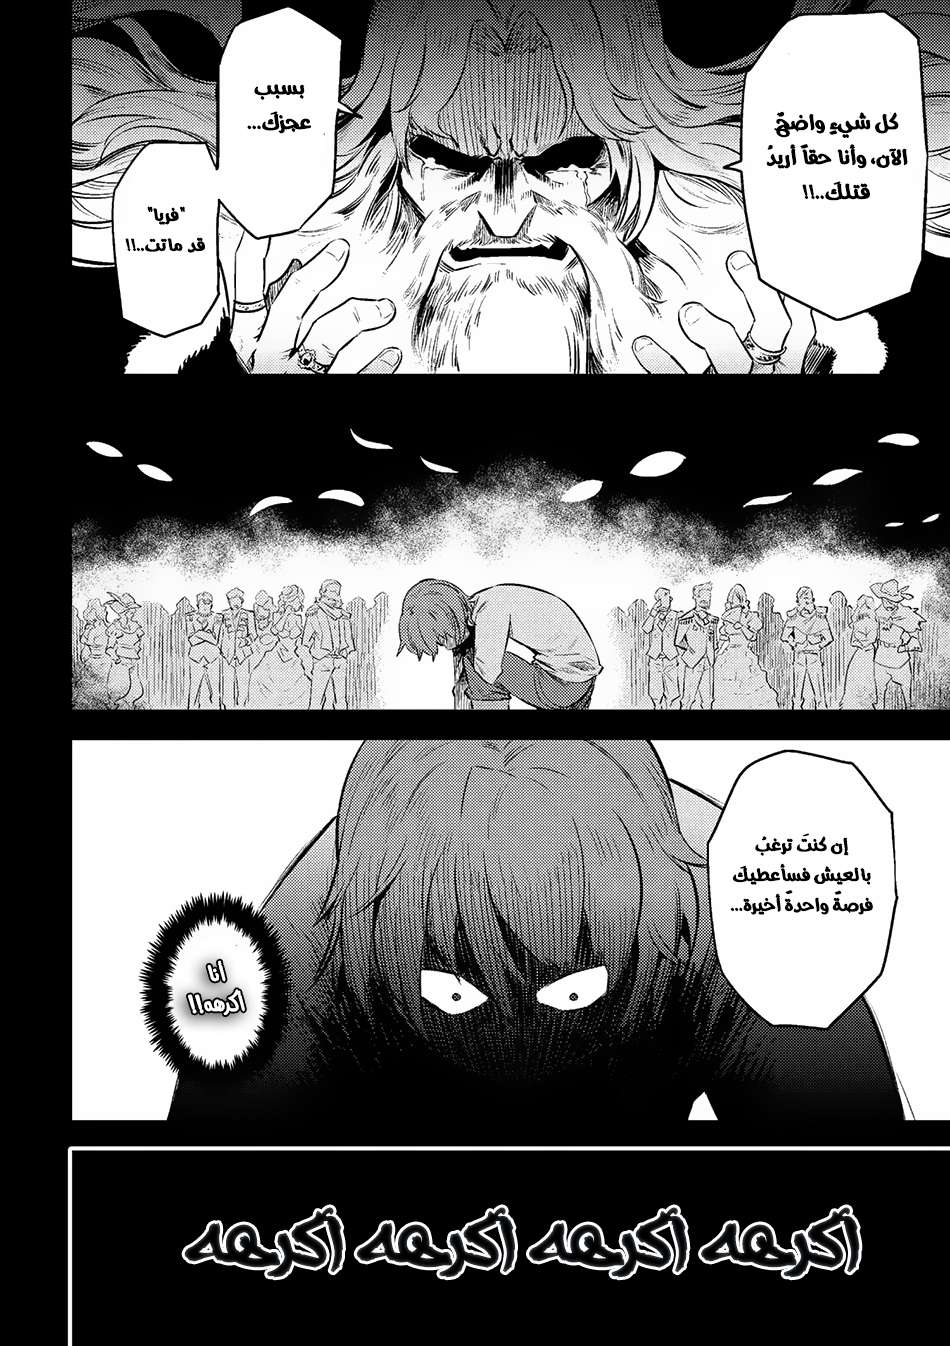 كل شيءٍ واضحٌ
الآن، وأنا حقاً أريدُ
قتلكَ..!!
بسبب
عجزكَ...
"فريا"
قد ماتت..!!
إن كنتَ ترغبُ
بالعيش فسأعطيكَ
فرصةً واحدةً أخيرة...
أنا
أكرهه!!
أكرهه أكرهه أكرهه أكرهه